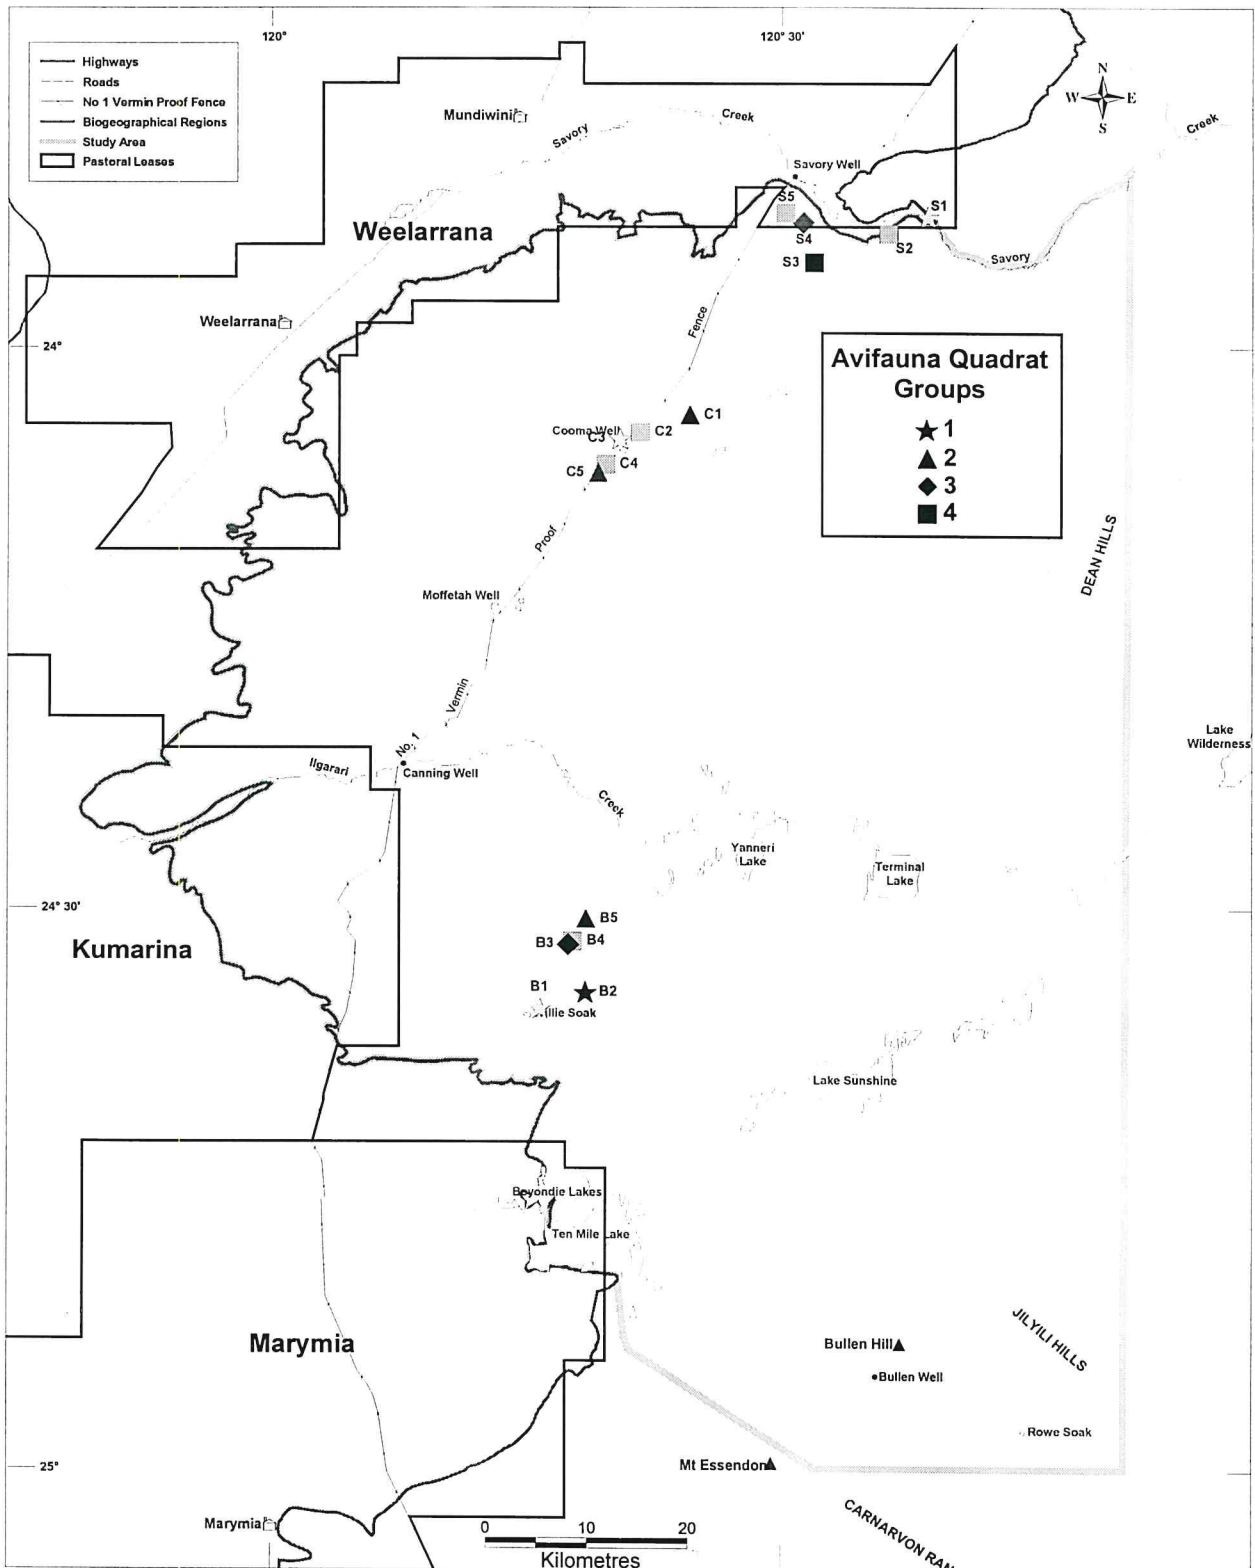 120°
120° 30'
Highways
Roads
No 1 Vermin Proof Fence
Biogeographical Regions
Study Area
Pastoral Leases
N
W
E
S
Mundiwini
Savory
Creek
Creek
Savory Well
S5
S1
S4
S2
S3
Savory
Weelarrana
Weelarrana
24°
Fence
Avifauna Quadrat
Groups
1
2
3
4
C1
Cooma Well
C2
C3
C4
C5
Proof
DEAN HILLS
Moffetah Well
Vermin
No. 1
Lake
Wilderness
Ilgarari
Canning Well
Creek
Yanneri
Lake
Terminal
Lake
24° 30'
B5
Kumarina
B3
B4
B1
B2
Soak
Lake Sunshine
Beyondie Lakes
Ten Mile Lake
Marymia
Bullen Hill
JILYILI HILLS
Bullen Well
Rowe Soak
25°
Mt Essendon
Marymia
CARNARVON
0
10
20
Kilometres